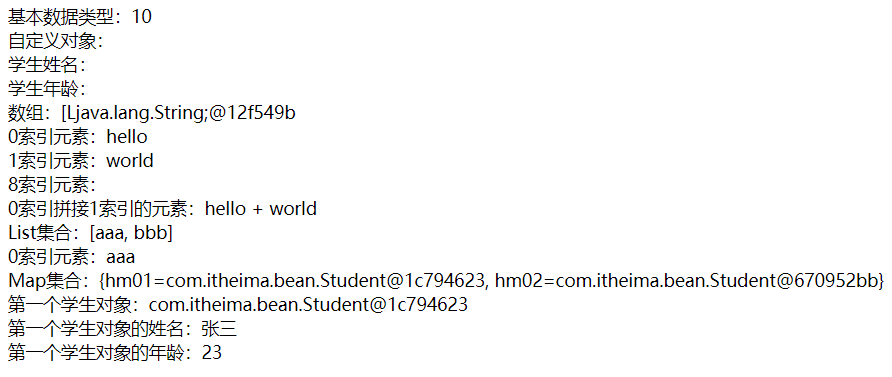 基本数据类型：10
自定义对象：
学生姓名：
学生年龄：
数组：[Ljava.lang.String;@12f549b
0索引元素：hello
1索引元素：world
8索引元素：
0索引拼接1索引的元素：hello + world
List集合：[aaa, bbb]
0索引元素：aaa
Map集合：{hm01=com.itheima.bean.Student@1c794623, hm02=com.itheima.bean.Student@670952bb}
第一个学生对象：com.itheima.bean.Student@1c794623
第一个学生对象的姓名：张三
第一个学生对象的年龄：23